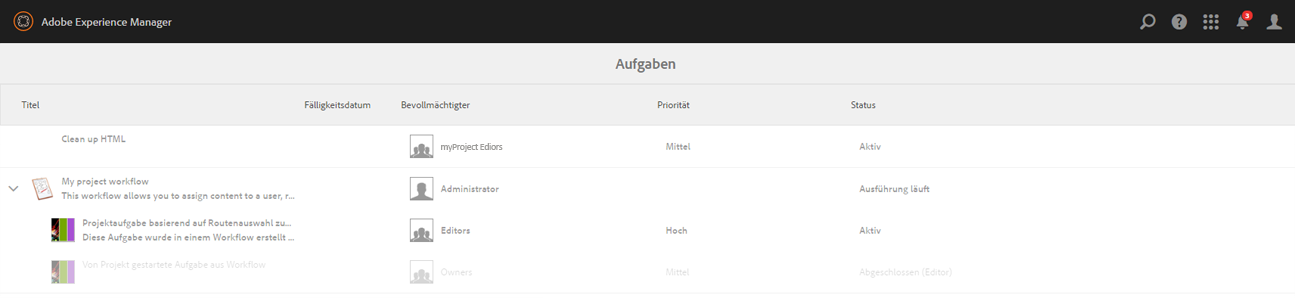 Adobe Experience Manager
3
Aufgaben
Titel Fälligkeitsdatum Bevollmächtigter Priorität Status
Clean up HTML
myProject Ediors Mittel Aktiv
My project workflow
This workflow allows you to assign content to a user, r...
Administrator Ausführung läuft
Projektaufgabe basierend auf Routenauswahl zu...
Diese Aufgabe wurde in einem Workflow erstellt ...
Editors Hoch Aktiv
Von Projekt gestartete Aufgabe aus Workflow
Owners Mittel Abgeschlossen (Editor)